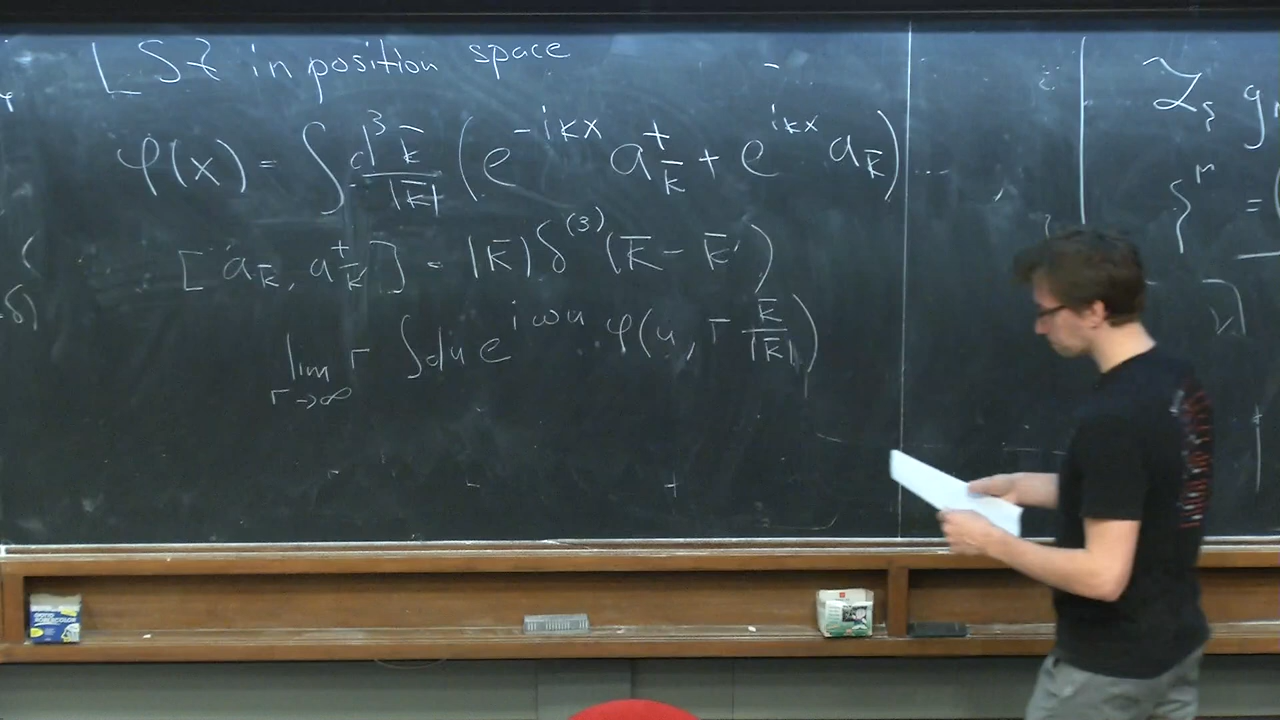 LSZ in position space
φ(x) = ∫ d³k̄/|k̄| (e^{-ikx} a†_k̄ + e^{ikx} a_k̄) ...
[a_k̄, a†_k̄] = |k̄| δ^{(3)} (k̄ - k̄')
lim_{r→∞} r ∫ du e^{iωu} φ(u, r k̄/|k̄|)